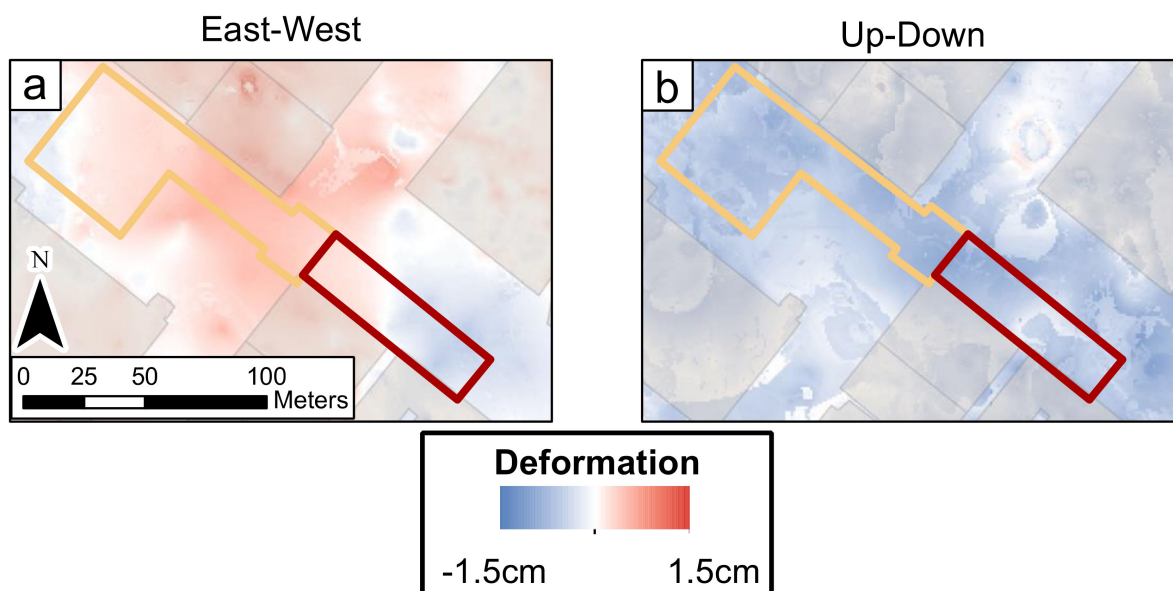 East-West
Up-Down
a
b
N
0 25 50 100
Meters
Deformation
-1.5cm 1.5cm